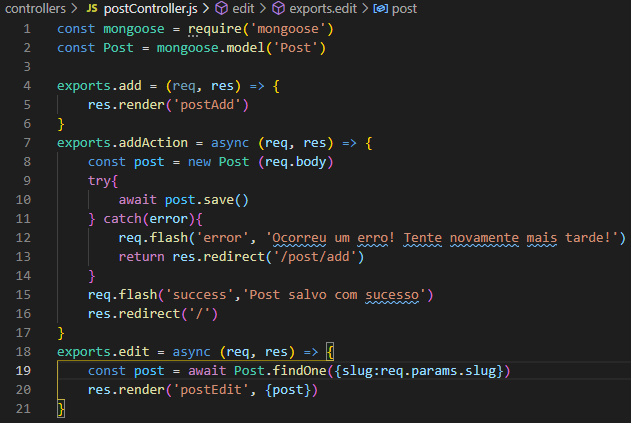 controllers > JS postController.js > edit > exports.edit > post
1 const mongoose = require('mongoose')
2 const Post = mongoose.model('Post')
3
4 exports.add = (req, res) => {
5     res.render('postAdd')
6 }
7 exports.addAction = async (req, res) => {
8     const post = new Post (req.body)
9     try{
10         await post.save()
11     } catch(error){
12         req.flash('error', 'Ocorreu um erro! Tente novamente mais tarde!')
13         return res.redirect('/post/add')
14     }
15     req.flash('success','Post salvo com sucesso')
16     res.redirect('/')
17 }
18 exports.edit = async (req, res) => {
19     const post = await Post.findOne({slug:req.params.slug})
20     res.render('postEdit', {post})
21 }